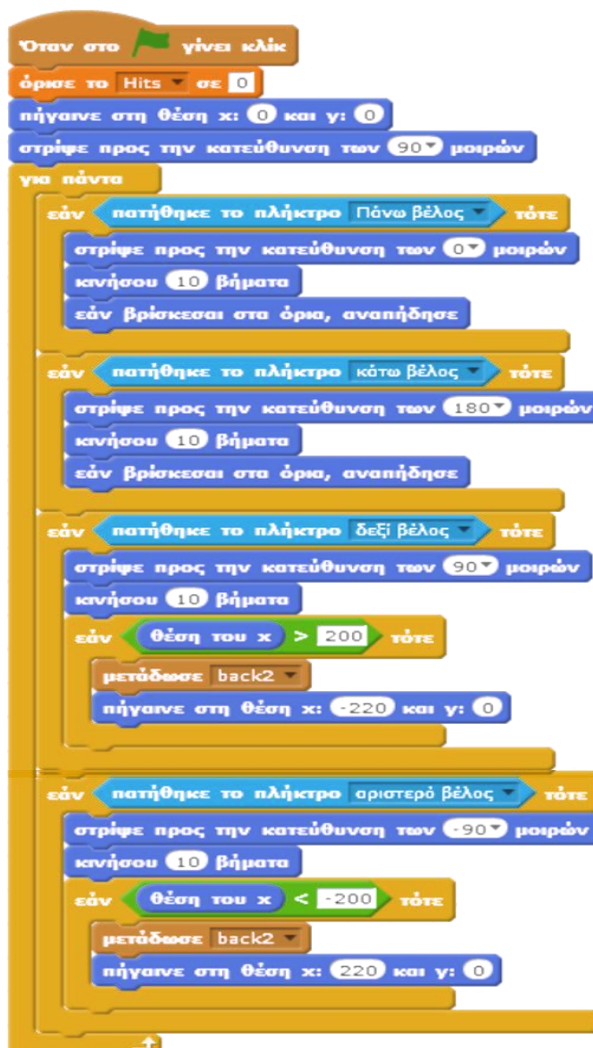 Όταν στο γίνει κλικ
όρισε το Hits σε 0
πήγαινε στη θέση x: 0 και y: 0
στρίψε προς την κατεύθυνση των 90 μοιρών
για πάντα
εάν πατήθηκε το πλήκτρο Πάνω βέλος τότε
στρίψε προς την κατεύθυνση των 0 μοιρών
κινήσου 10 βήματα
εάν βρίσκεσαι στα όρια, αναπήδησε
εάν πατήθηκε το πλήκτρο κάτω βέλος τότε
στρίψε προς την κατεύθυνση των 180 μοιρών
κινήσου 10 βήματα
εάν βρίσκεσαι στα όρια, αναπήδησε
εάν πατήθηκε το πλήκτρο δεξί βέλος τότε
στρίψε προς την κατεύθυνση των 90 μοιρών
κινήσου 10 βήματα
εάν θέση του x > 200 τότε
μετάδωσε back2
πήγαινε στη θέση x: -220 και y: 0
εάν πατήθηκε το πλήκτρο αριστερό βέλος τότε
στρίψε προς την κατεύθυνση των -90 μοιρών
κινήσου 10 βήματα
εάν θέση του x < -200 τότε
μετάδωσε back2
πήγαινε στη θέση x: 220 και y: 0